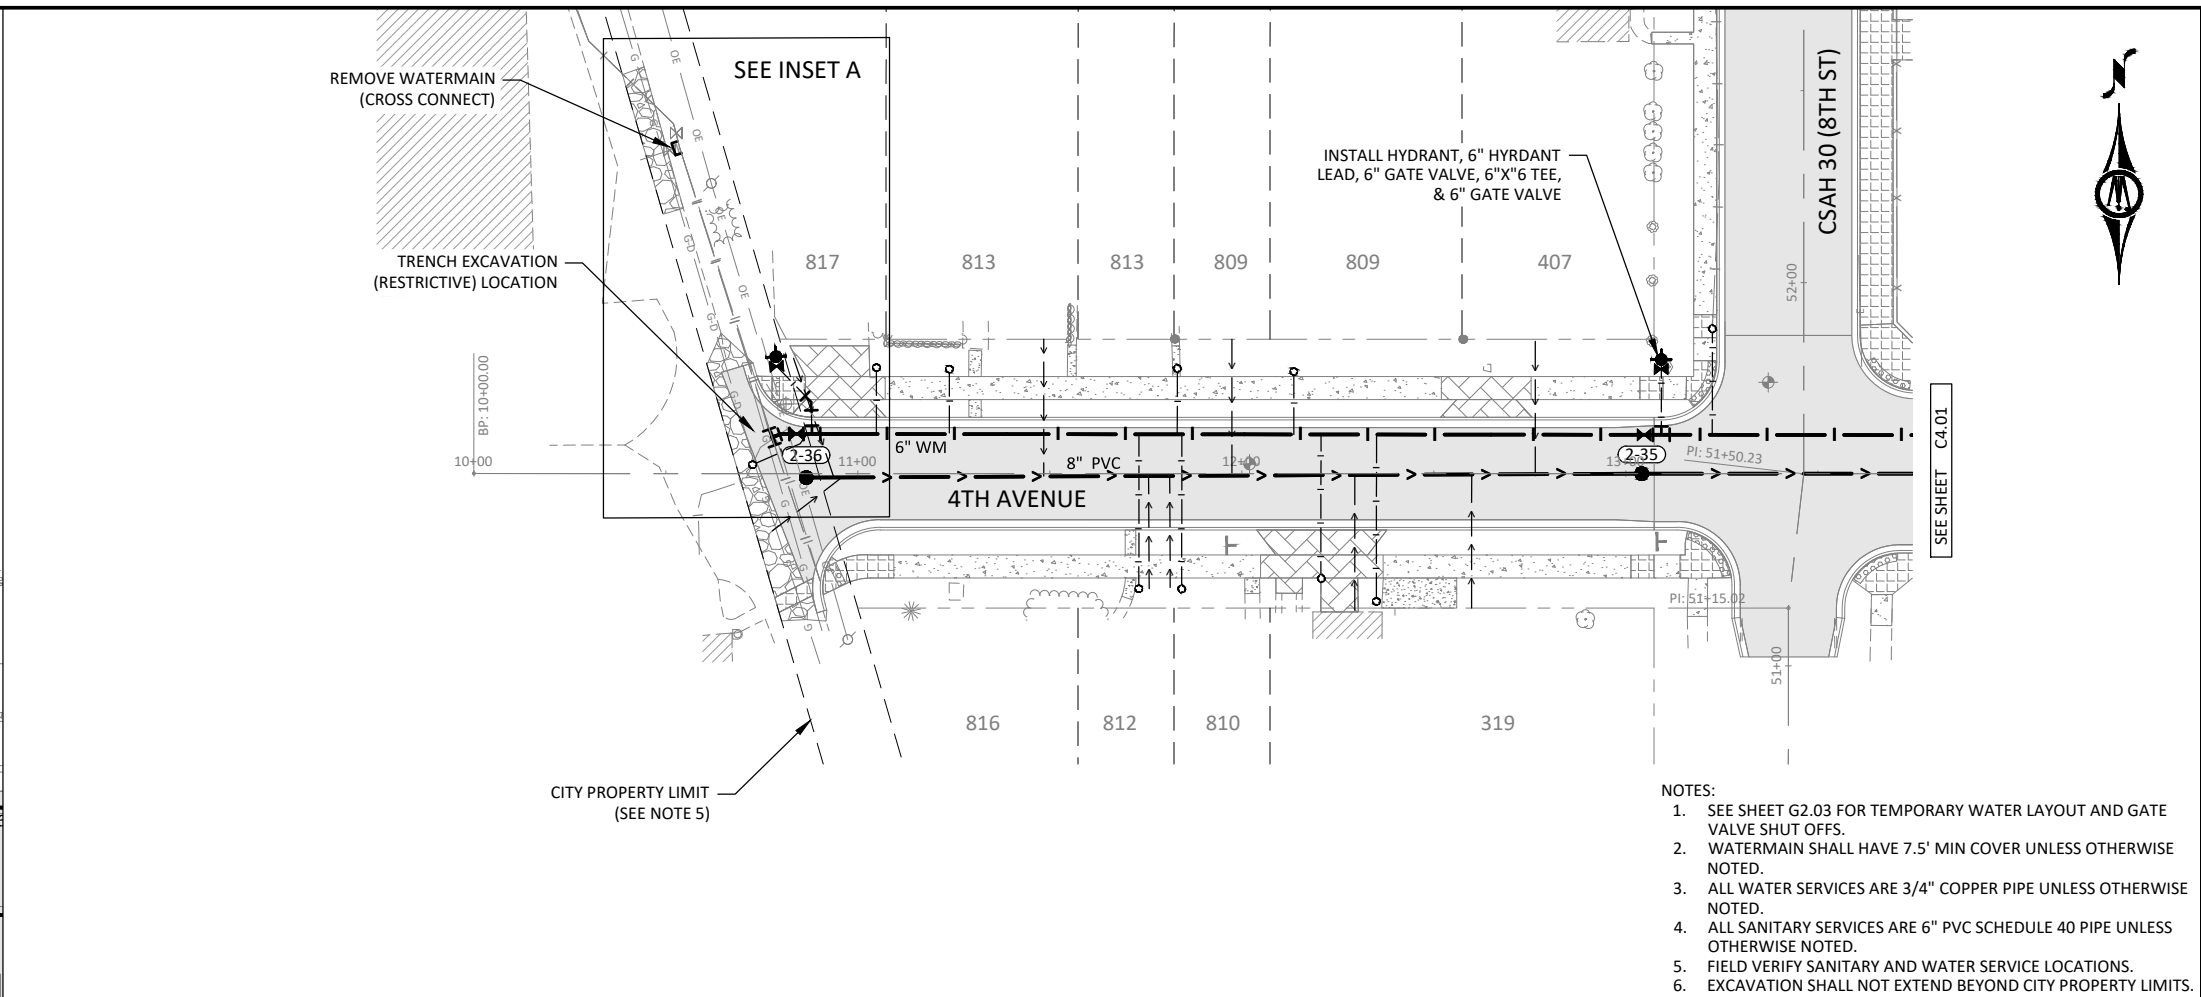 SEE INSET A
REMOVE WATERMAIN
(CROSS CONNECT)
INSTALL HYDRANT, 6" HYRDANT
LEAD, 6" GATE VALVE, 6"X"6 TEE,
& 6" GATE VALVE
CSAH 30 (8TH ST)
N
TRENCH EXCAVATION
(RESTRICTIVE) LOCATION
817
813
813
809
809
407
52+00
BP: 10+00.00
10+00
G
OE
OE
OE
G-D
OE
G-D
G-D
G-D
G
OE
G
G
G
2-36
11+00
6" WM
8" PVC
12+00
13+00
2-35
PI: 51+50.23
4TH AVENUE
SEE SHEET C4.01
PI: 51+15.02
51+00
816
812
810
319
CITY PROPERTY LIMIT
(SEE NOTE 5)
NOTES:
1. SEE SHEET G2.03 FOR TEMPORARY WATER LAYOUT AND GATE
VALVE SHUT OFFS.
2. WATERMAIN SHALL HAVE 7.5' MIN COVER UNLESS OTHERWISE
NOTED.
3. ALL WATER SERVICES ARE 3/4" COPPER PIPE UNLESS OTHERWISE
NOTED.
4. ALL SANITARY SERVICES ARE 6" PVC SCHEDULE 40 PIPE UNLESS
OTHERWISE NOTED.
5. FIELD VERIFY SANITARY AND WATER SERVICE LOCATIONS.
6. EXCAVATION SHALL NOT EXTEND BEYOND CITY PROPERTY LIMITS.